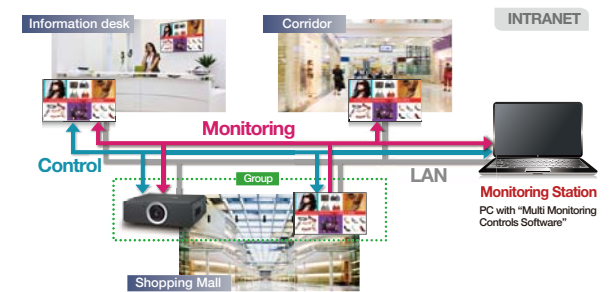 Information desk
Corridor
INTRANET
Monitoring
Control
Group
LAN
Monitoring Station
PC with "Multi Monitoring
Controls Software"
Shopping Mall